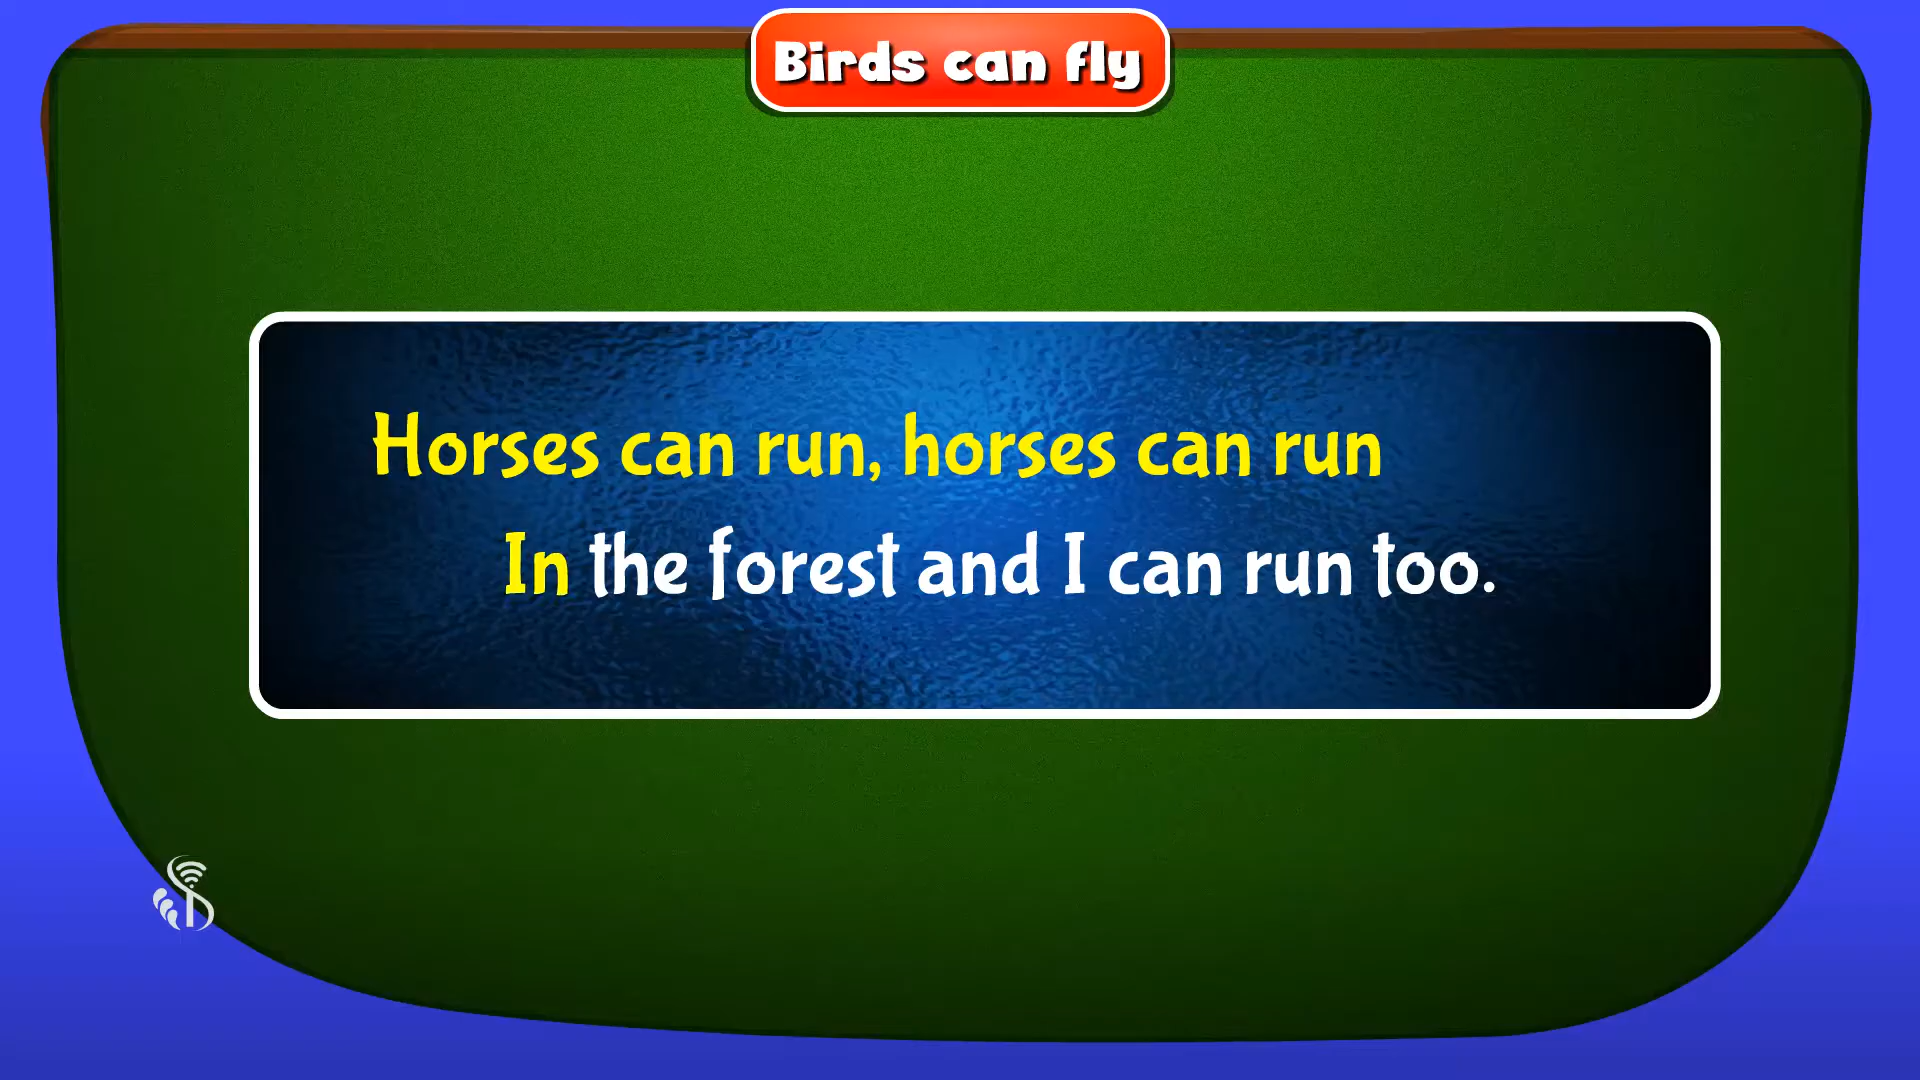 Birds can fly
Horses can run, horses can run
In the forest and I can run too.